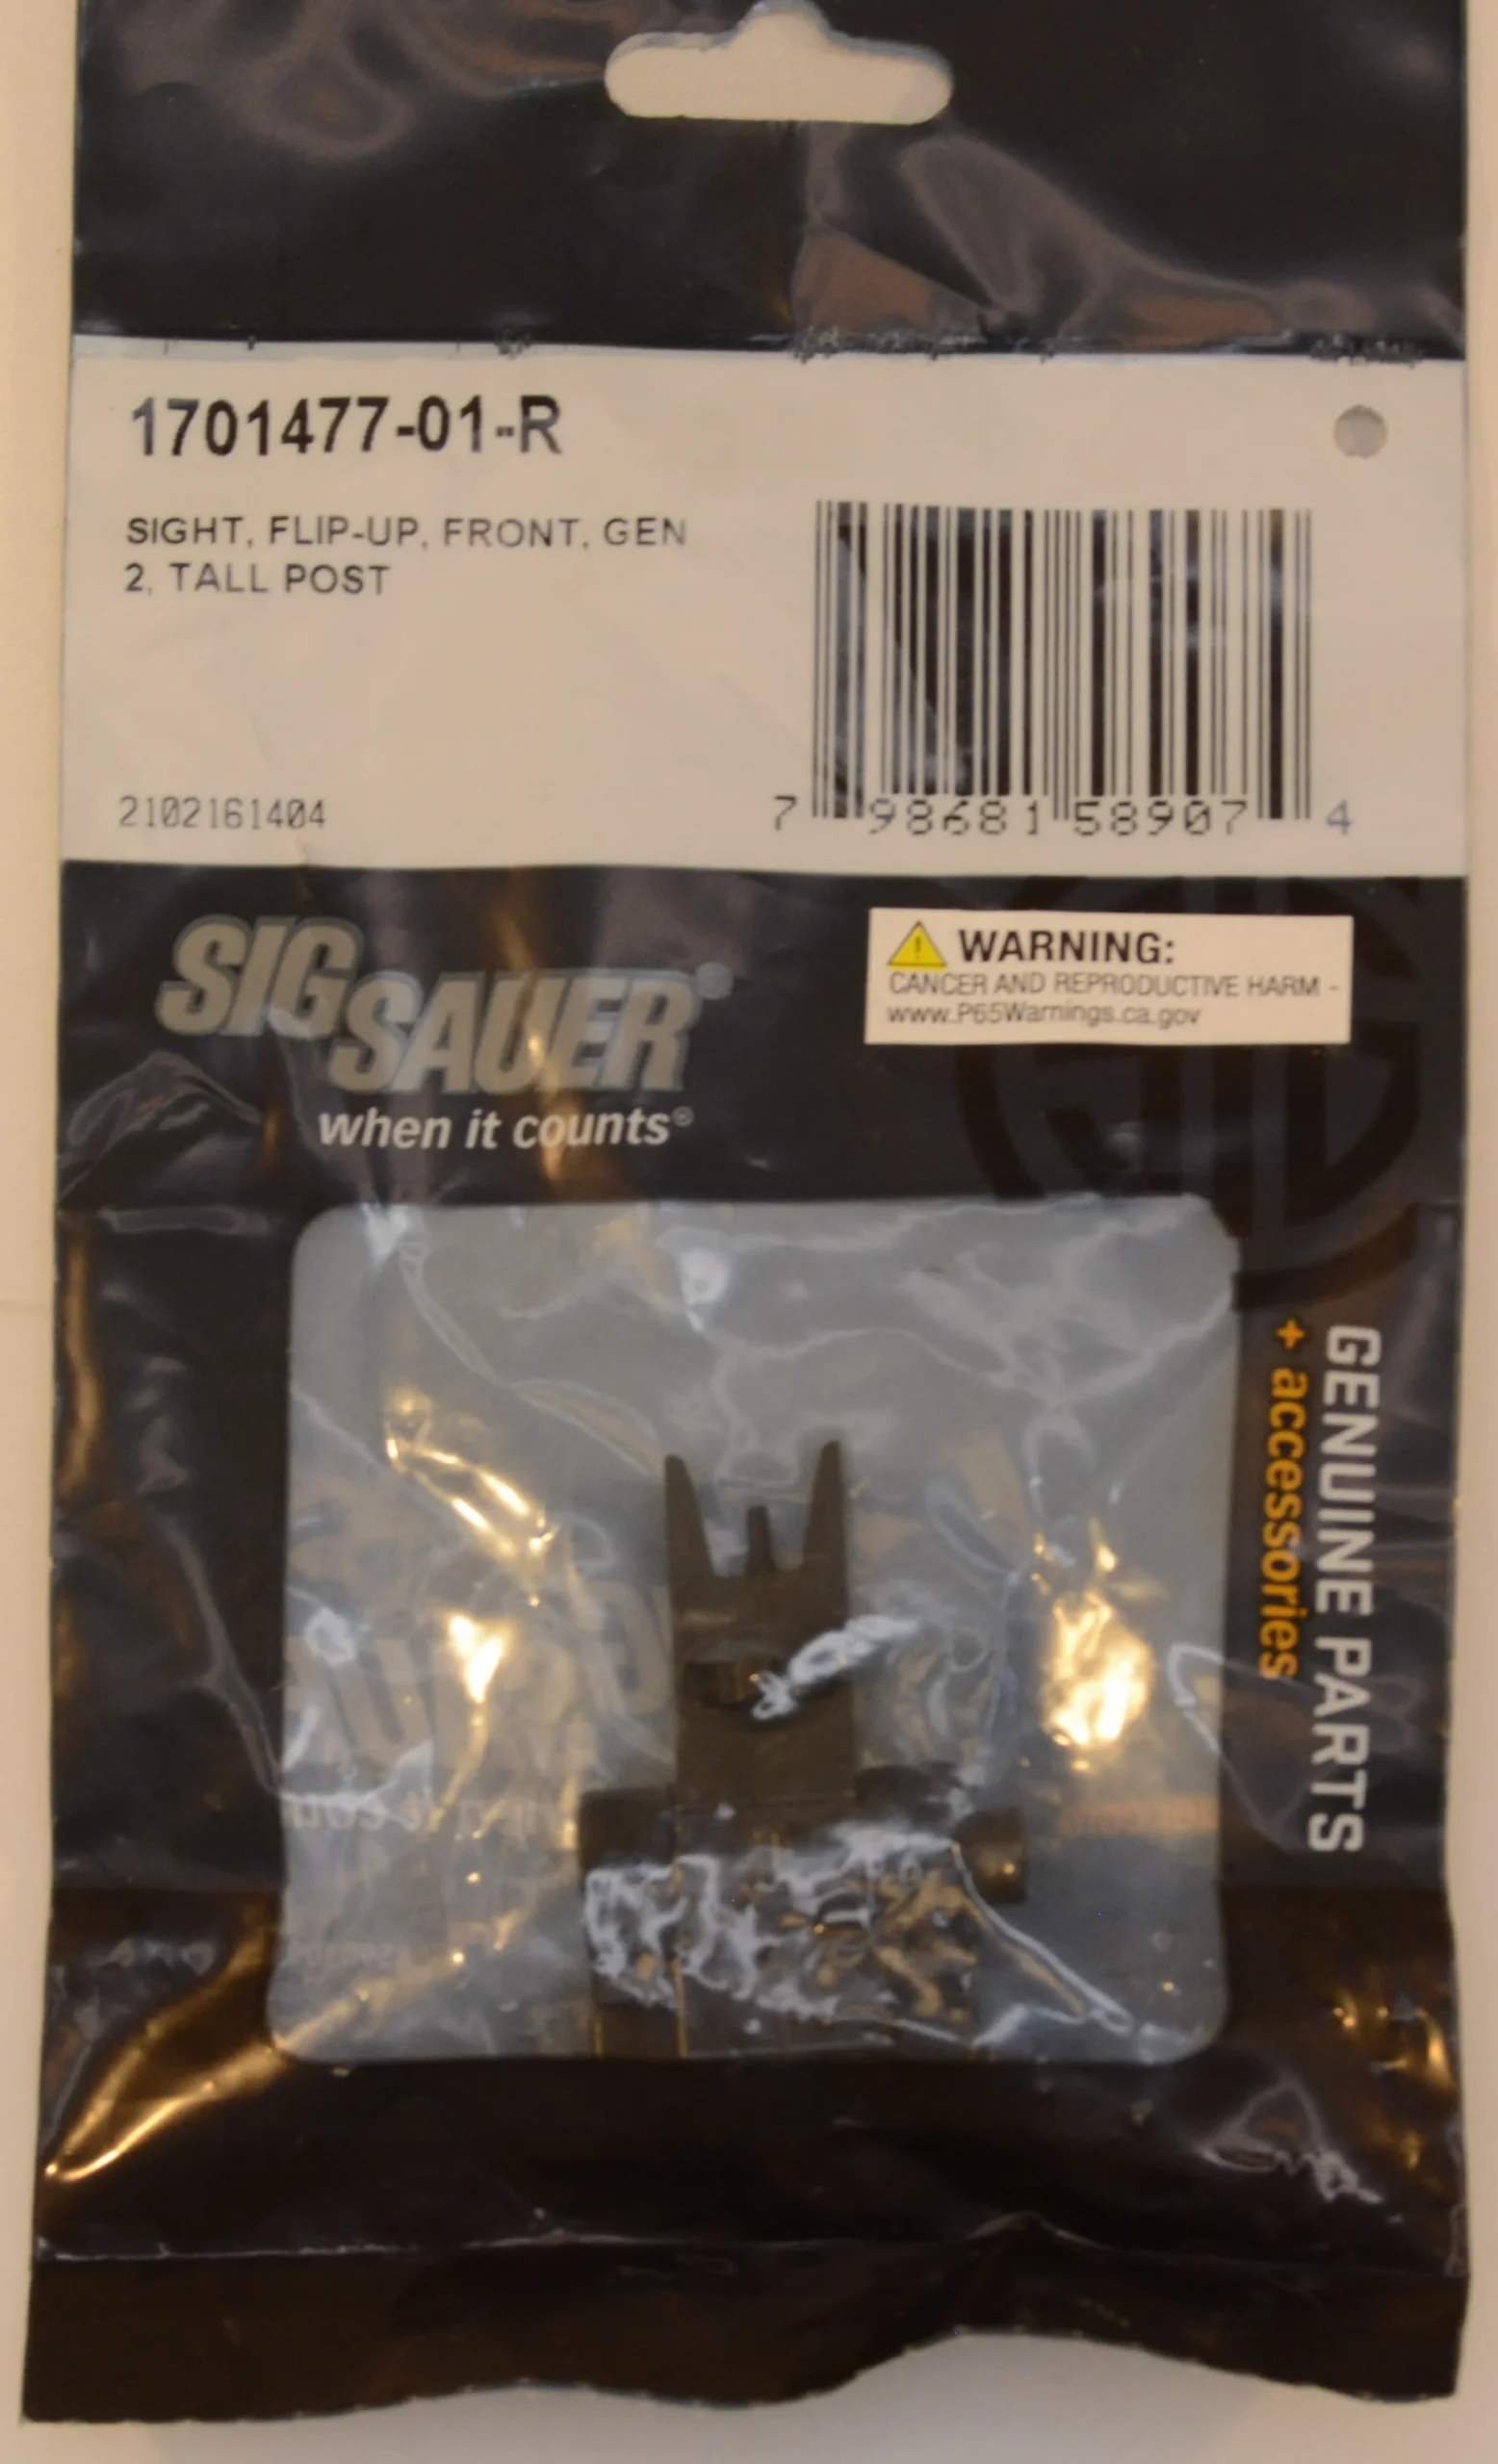 1701477-01-R
SIGHT, FLIP-UP, FRONT, GEN
2, TALL POST
2102161404
7 98681 58907 4
SIG
SAUER®
when it counts®
WARNING:
CANCER AND REPRODUCTIVE HARM -
www.P65Warnings.ca.gov
GENUINE PARTS
+ accessories